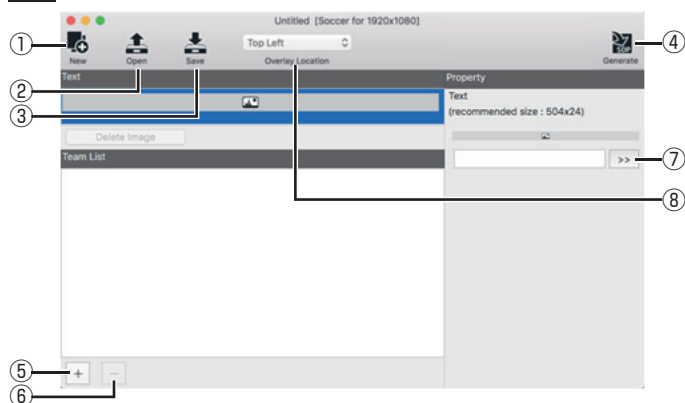 Untitled [Soccer for 1920x1080]
① New Open Save Top Left Overlay Location SDP Generate ④
②
③
Text Property
Text
(recommended size : 504x24)
Delete Image
>> ⑦
Team List
⑧
⑤ + −
⑥